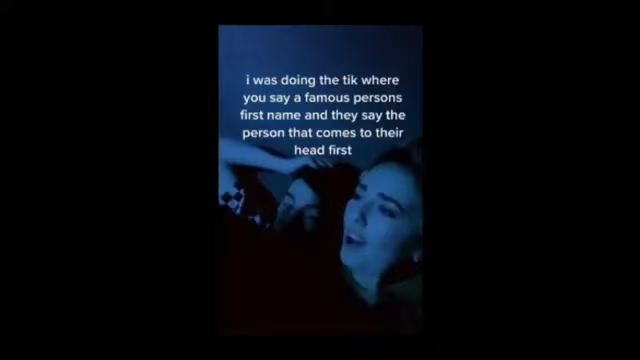 i was doing the tik where
you say a famous persons
first name and they say the
person that comes to their
head first